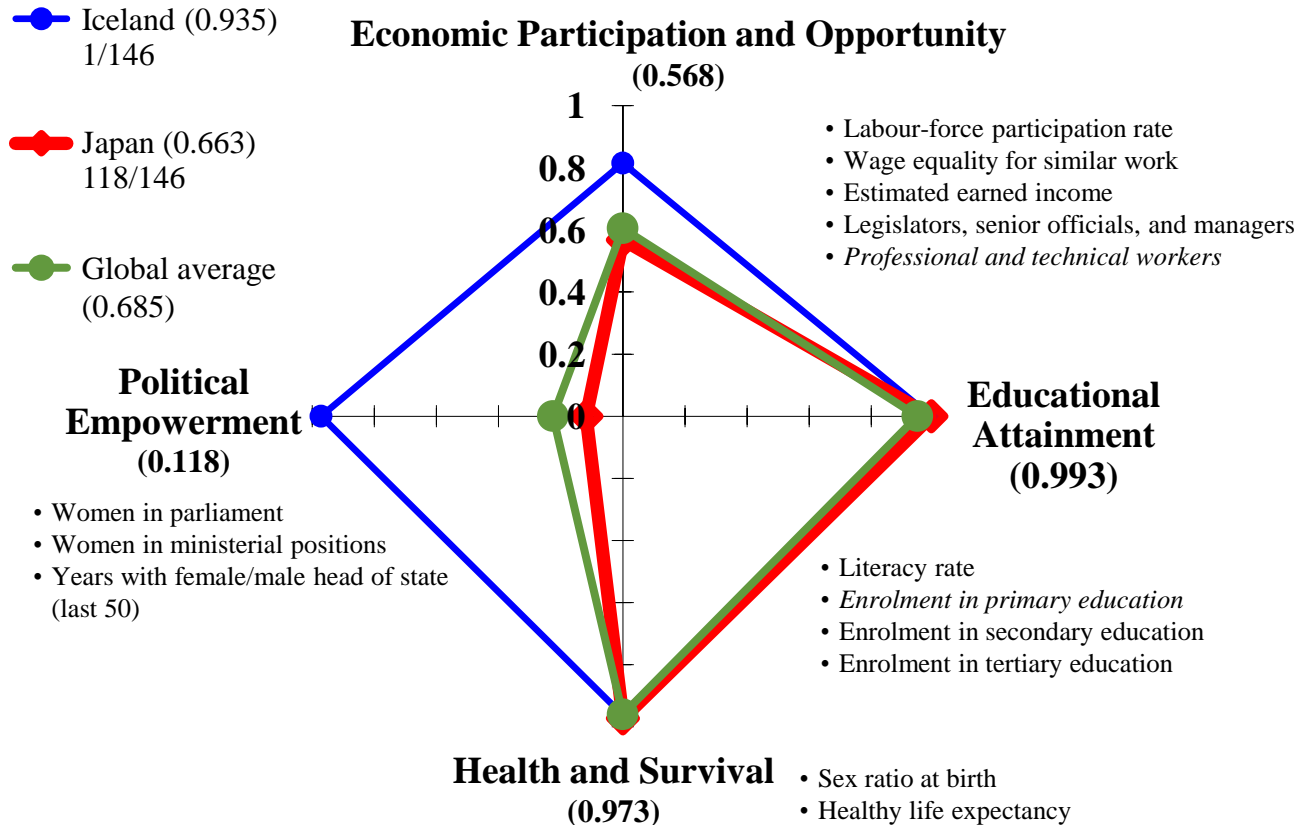 Iceland (0.935)
1/146
Japan (0.663)
118/146
Global average
(0.685)
Economic Participation and Opportunity
(0.568)
1
0.8
0.6
0.4
0.2
0
• Labour-force participation rate
• Wage equality for similar work
• Estimated earned income
• Legislators, senior officials, and managers
• Professional and technical workers
Political
Empowerment
(0.118)
• Women in parliament
• Women in ministerial positions
• Years with female/male head of state
(last 50)
Educational
Attainment
(0.993)
• Literacy rate
• Enrolment in primary education
• Enrolment in secondary education
• Enrolment in tertiary education
Health and Survival
(0.973)
• Sex ratio at birth
• Healthy life expectancy